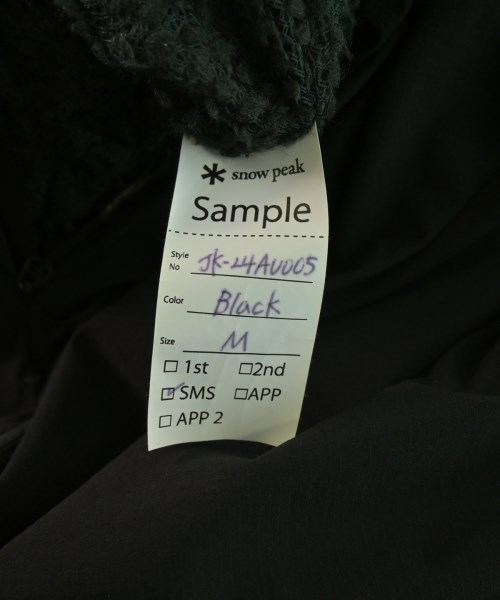 snow peak
Sample
Style No JK-24AU005
Color Black
Size M
☐ 1st ☐ 2nd
☑ SMS ☐ APP
☐ APP 2